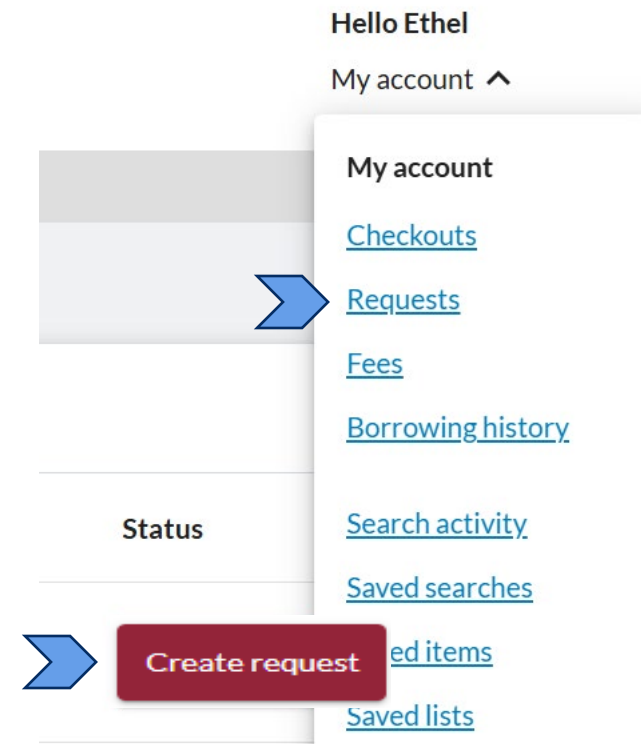 Hello Ethel
My account
My account
Checkouts
Requests
Fees
Borrowing history
Status
Search activity
Saved searches
Create request
ed items
Saved lists